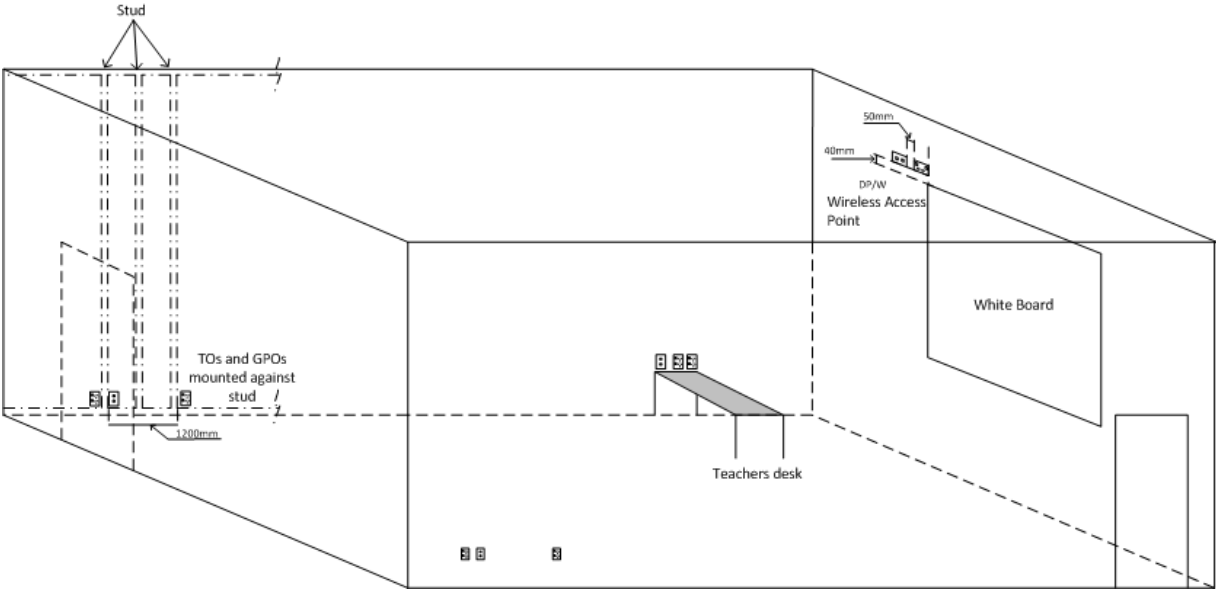 Stud
50mm
40mm
DP/W
Wireless Access
Point
White Board
TOs and GPOs
mounted against
stud
1200mm
Teachers desk